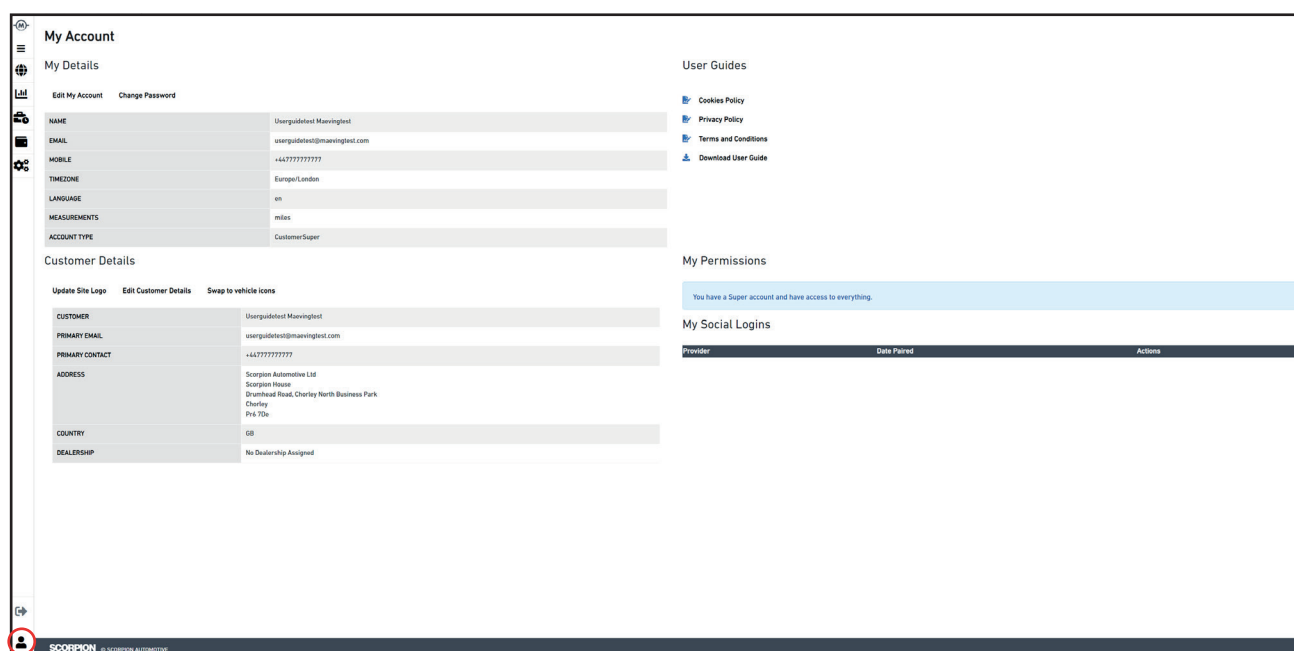 M
My Account
My Details
Edit My Account Change Password
NAME Userguidetest Maevingtest
EMAIL userguidetest@maevingtest.com
MOBILE +447777777777
TIMEZONE Europe/London
LANGUAGE en
MEASUREMENTS miles
ACCOUNT TYPE CustomerSuper
Customer Details
Update Site Logo Edit Customer Details Swap to vehicle icons
CUSTOMER Userguidetest Maevingtest
PRIMARY EMAIL userguidetest@maevingtest.com
PRIMARY CONTACT +447777777777
ADDRESS Scorpion Automotive Ltd
Scorpion House
Drumhead Road, Chorley North Business Park
Chorley
Pr6 7De
COUNTRY GB
DEALERSHIP No Dealership Assigned
User Guides
Cookies Policy
Privacy Policy
Terms and Conditions
Download User Guide
My Permissions
You have a Super account and have access to everything.
My Social Logins
Provider Date Paired Actions
SCORPION © SCORPION AUTOMOTIVE